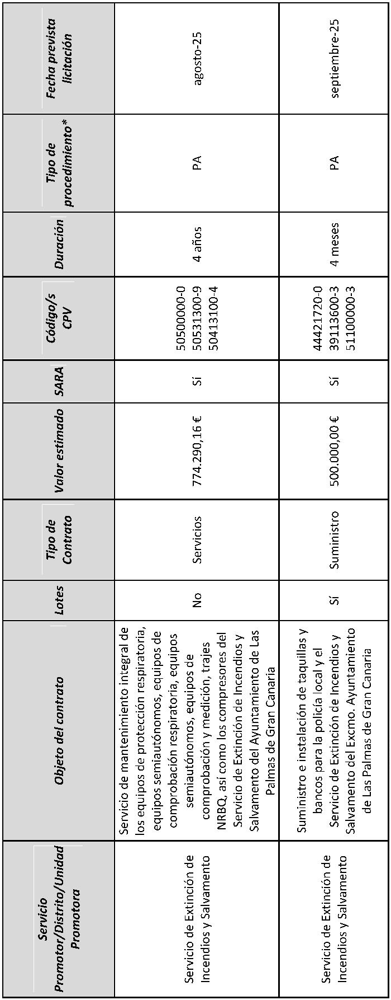 Servicio
Promotor/Distrito/Unidad
Promotora
Objeto del contrato
Lotes
Tipo de
Contrato
Valor estimado
SARA
Código/s
CPV
Duración
Tipo de
procedimiento*
Fecha prevista
licitación
Servicio de Extinción de
Incendios y Salvamento
Servicio de mantenimiento integral de
los equipos de protección respiratoria,
equipos semiautónomos, equipos de
comprobación respiratoria, equipos
semiautónomos, equipos de
comprobación y medición, trajes
NRBQ, así como los compresores del
Servicio de Extinción de Incendios y
Salvamento del Ayuntamiento de Las
Palmas de Gran Canaria
No
Servicios
774.290,16 €
Sí
50500000-0
50531300-9
50413100-4
4 años
PA
agosto-25
Servicio de Extinción de
Incendios y Salvamento
Suministro e instalación de taquillas y
bancos para la policía local y el
Servicio de Extinción de Incendios y
Salvamento del Excmo. Ayuntamiento
de Las Palmas de Gran Canaria
Sí
Suministro
500.000,00 €
Sí
44421720-0
39113600-3
51100000-3
4 meses
PA
septiembre-25